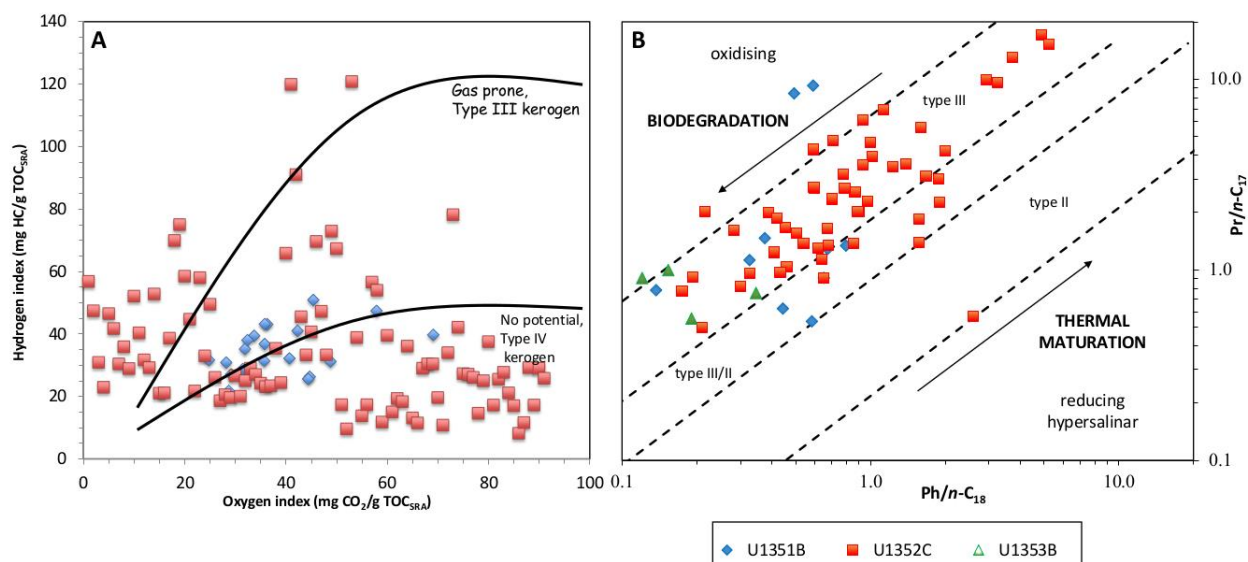 A
140
120
100
80
60
40
20
0
Hydrogen index (mg HC/g TOCSRA)
Gas prone,
Type III kerogen
No potential,
Type IV
kerogen
0 20 40 60 80 100
Oxygen index (mg CO2/g TOCSRA)
B
oxidising
BIODEGRADATION
type III
type II
type III/II
THERMAL
MATURATION
reducing
hypersalinar
10.0
1.0
0.1
Pr/n-C17
0.1 1.0 10.0
Ph/n-C18
U1351B U1352C U1353B